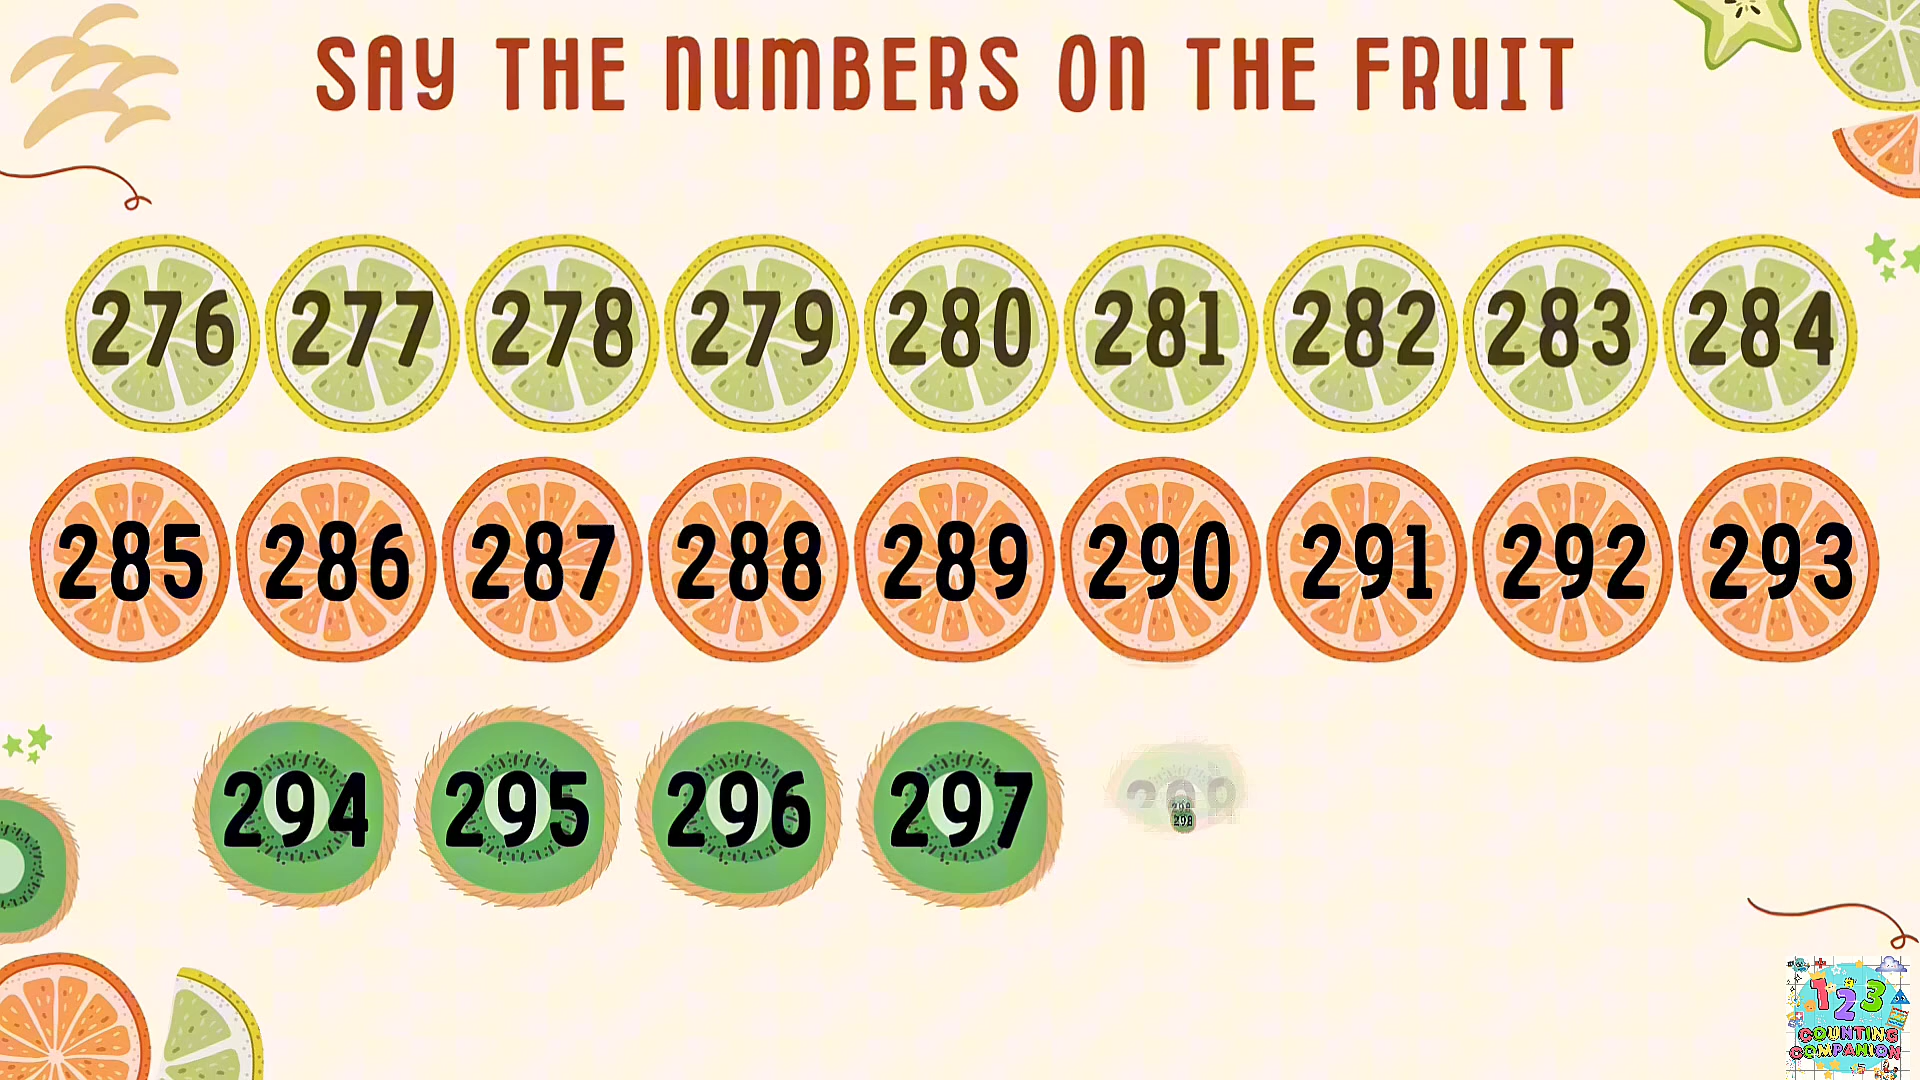 SAY THE NUMBERS ON THE FRUIT
276 277 278 279 280 281 282 283 284
285 286 287 288 289 290 291 292 293
294 295 296 297 298
123
COUNTING
COMPANION